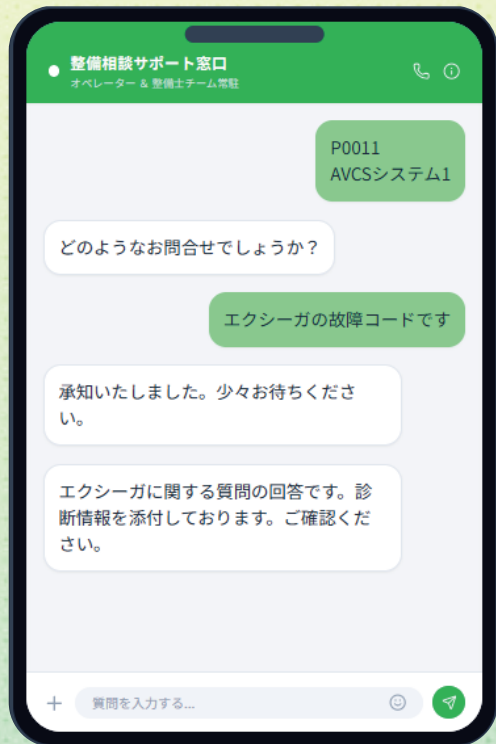 整備相談サポート窓口
オペレーター & 整備士チーム常駐
P0011
AVCSシステム1
どのようなお問合せでしょうか？
エクシーガの故障コードです
承知いたしました。少々お待ちくださ
い。
エクシーガに関する質問の回答です。診
断情報を添付しております。ご確認くだ
さい。
質問を入力する...